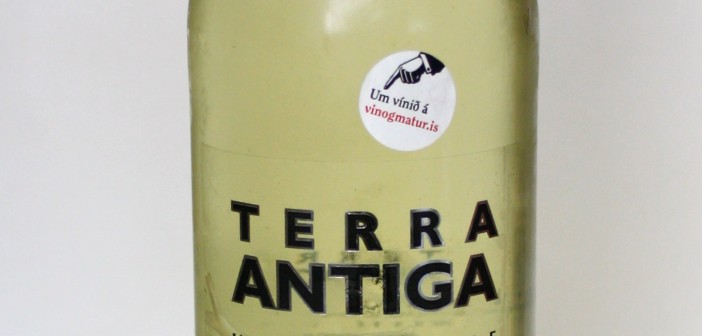 Um vínið á
vinogmatur.is
TERRA
ANTIGA